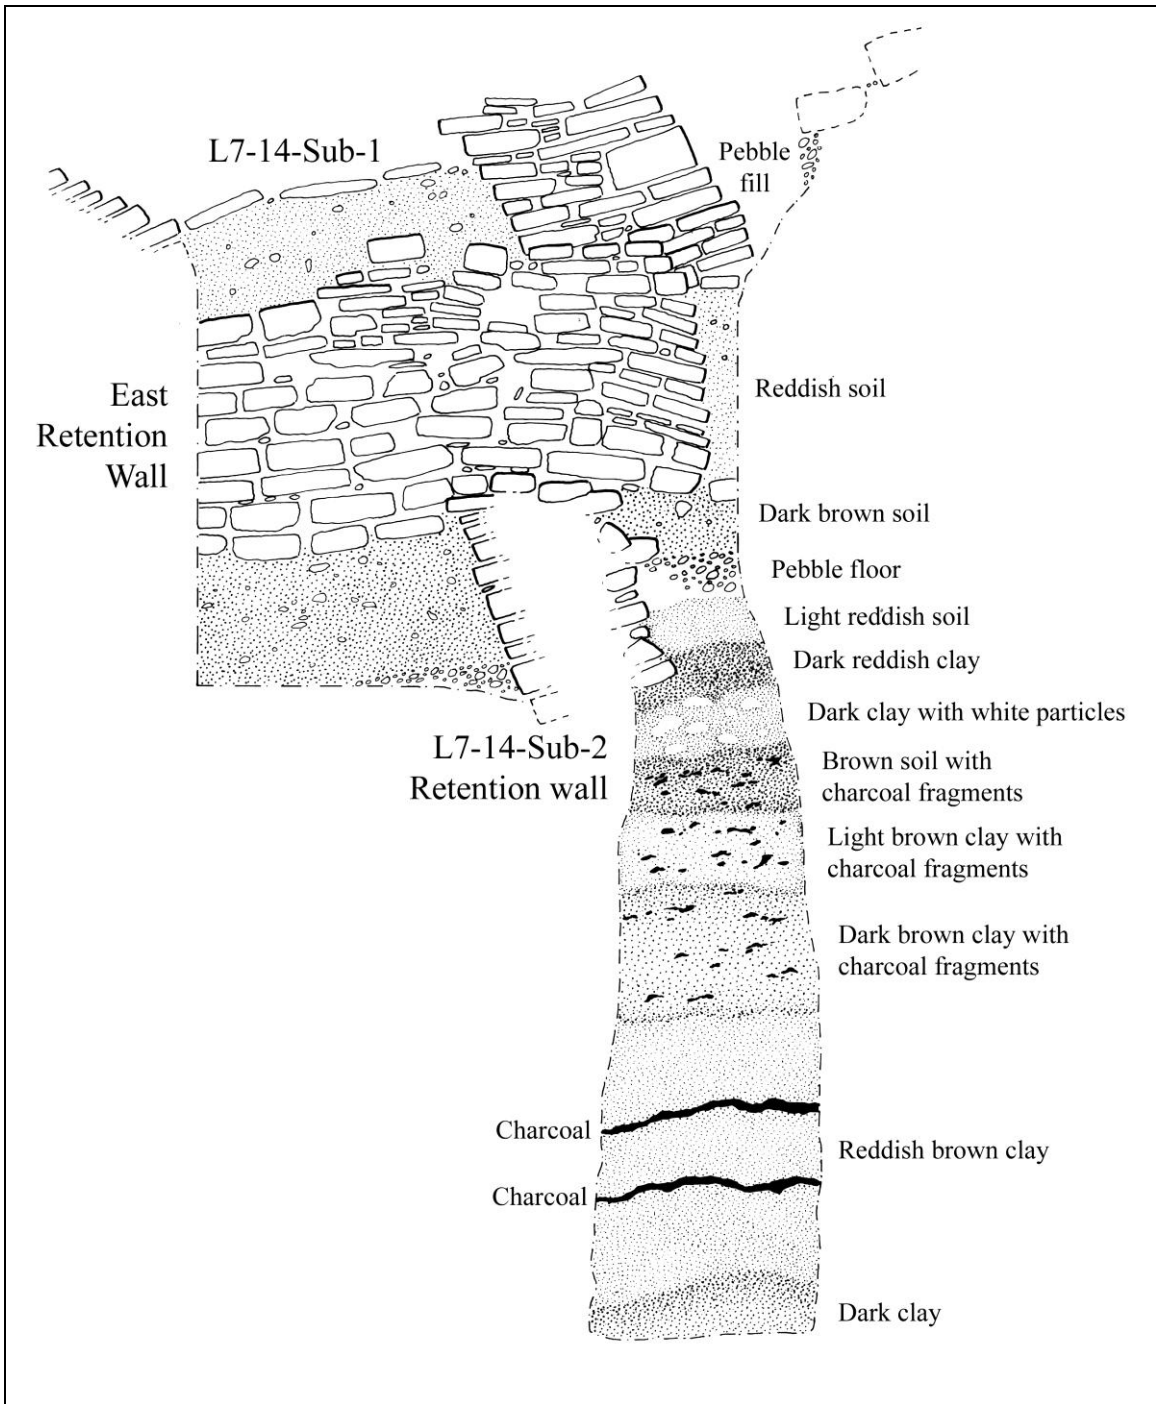 L7-14-Sub-1
Pebble
fill
East
Retention
Wall
Reddish soil
Dark brown soil
Pebble floor
Light reddish soil
Dark reddish clay
Dark clay with white particles
L7-14-Sub-2
Retention wall
Brown soil with
charcoal fragments
Light brown clay with
charcoal fragments
Dark brown clay with
charcoal fragments
Charcoal
Reddish brown clay
Charcoal
Dark clay